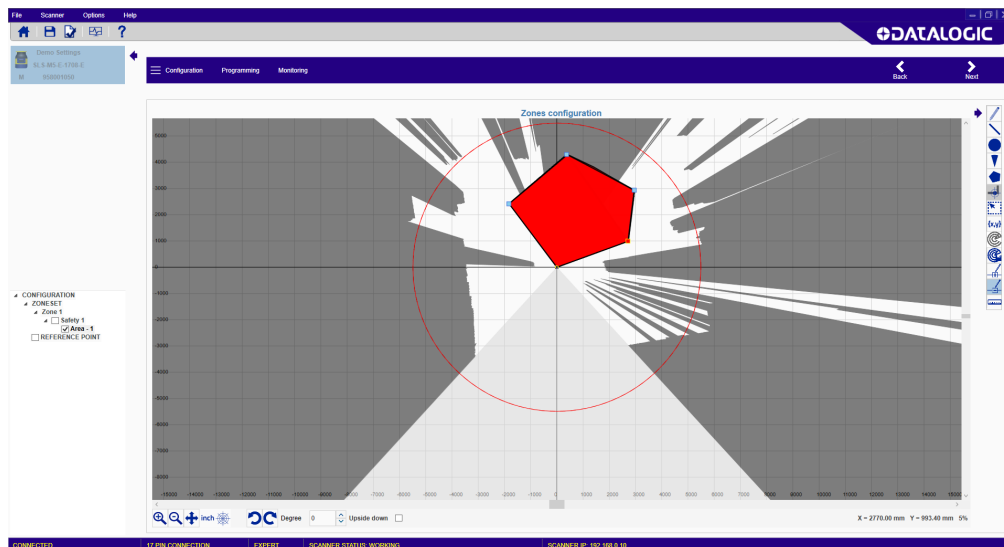 File Scanner Options Help
DATALOGIC
Demo Settings
M 958001050
Configuration Programming Monitoring
Back Next
Zones configuration
5000
4000
3000
2000
1000
0
-1000
-2000
-3000
-4000
-5000
-6000
-7000
-8000
-15000 -14000 -13000 -12000 -11000 -10000 -9000 -8000 -7000 -6000 -5000 -4000 -3000 -2000 -1000 0 1000 2000 3000 4000 5000 6000 7000 8000 9000 10000 11000 12000 13000 14000
(x,y)
CONFIGURATION
ZONESET
Zone 1
Safety 1
Area - 1
REFERENCE POINT
inch Degree 0 Upside down
X = 2770.00 mm Y = 993.40 mm 5%
CONNECTED 17 PIN CONNECTION EXPERT SCANNER STATUS: WORKING SCANNER IP: 192.168.0.10